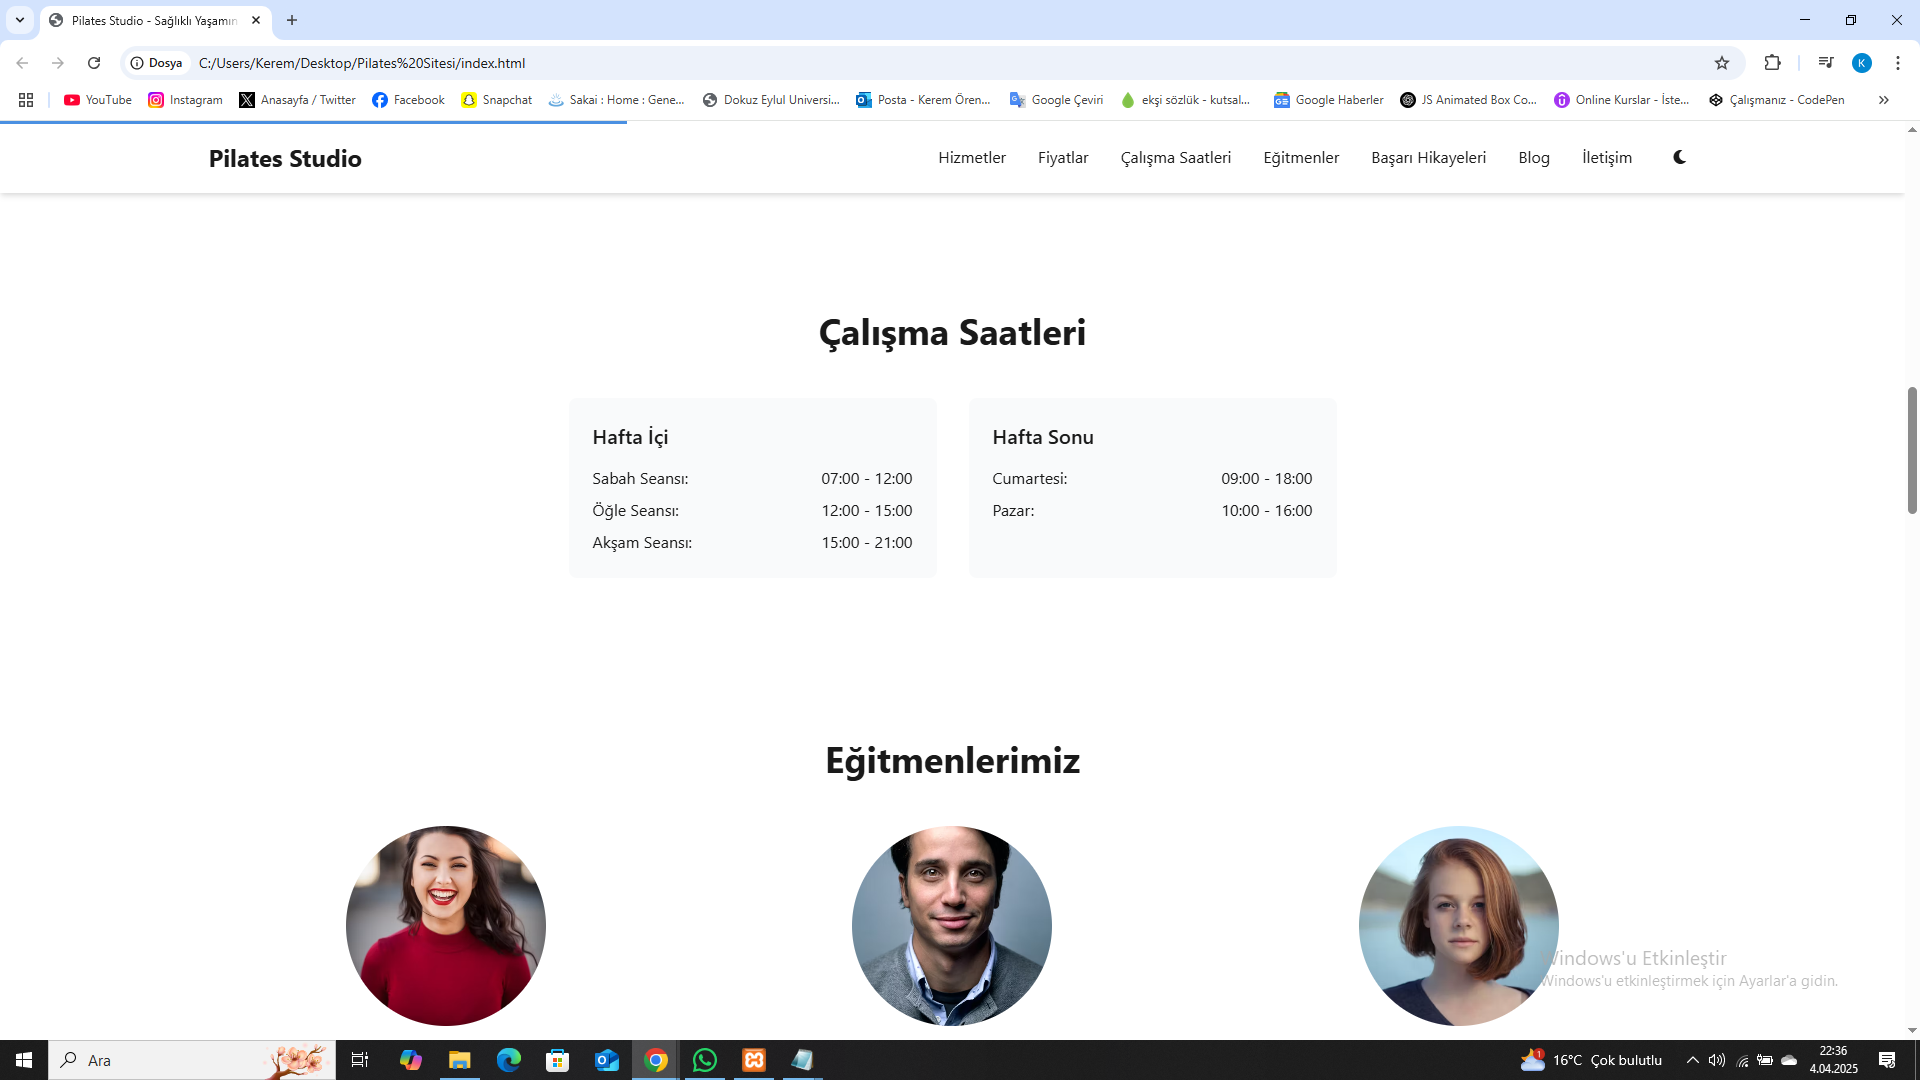 Pilates Studio - Sağlıklı Yaşamın
Dosya
C:/Users/Kerem/Desktop/Pilates%20Sitesi/index.html
K
YouTube
Instagram
Anasayfa / Twitter
Facebook
Snapchat
Sakai : Home : Gene...
Dokuz Eylul Universi...
Posta - Kerem Ören...
Google Çeviri
ekşi sözlük - kutsal...
Google Haberler
JS Animated Box Co...
Online Kurslar - İste...
Çalışmanız - CodePen
Pilates Studio
Hizmetler
Fiyatlar
Çalışma Saatleri
Eğitmenler
Başarı Hikayeleri
Blog
İletişim
Çalışma Saatleri
Hafta İçi
Sabah Seansı: 07:00 - 12:00
Öğle Seansı: 12:00 - 15:00
Akşam Seansı: 15:00 - 21:00
Hafta Sonu
Cumartesi: 09:00 - 18:00
Pazar: 10:00 - 16:00
Eğitmenlerimiz
Windows'u Etkinleştir
Windows'u etkinleştirmek için Ayarlar'a gidin.
Ara
1
16°C Çok bulutlu
22:36
4.04.2025